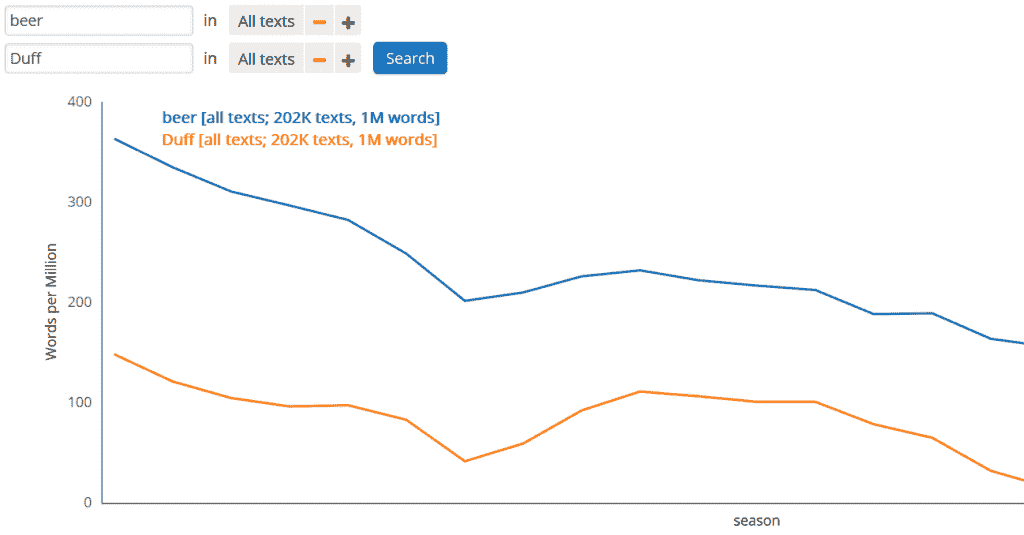 beer in All texts − +
Duff in All texts − + Search
400
beer [all texts; 202K texts, 1M words]
Duff [all texts; 202K texts, 1M words]
300
Words per Million
200
100
0
season